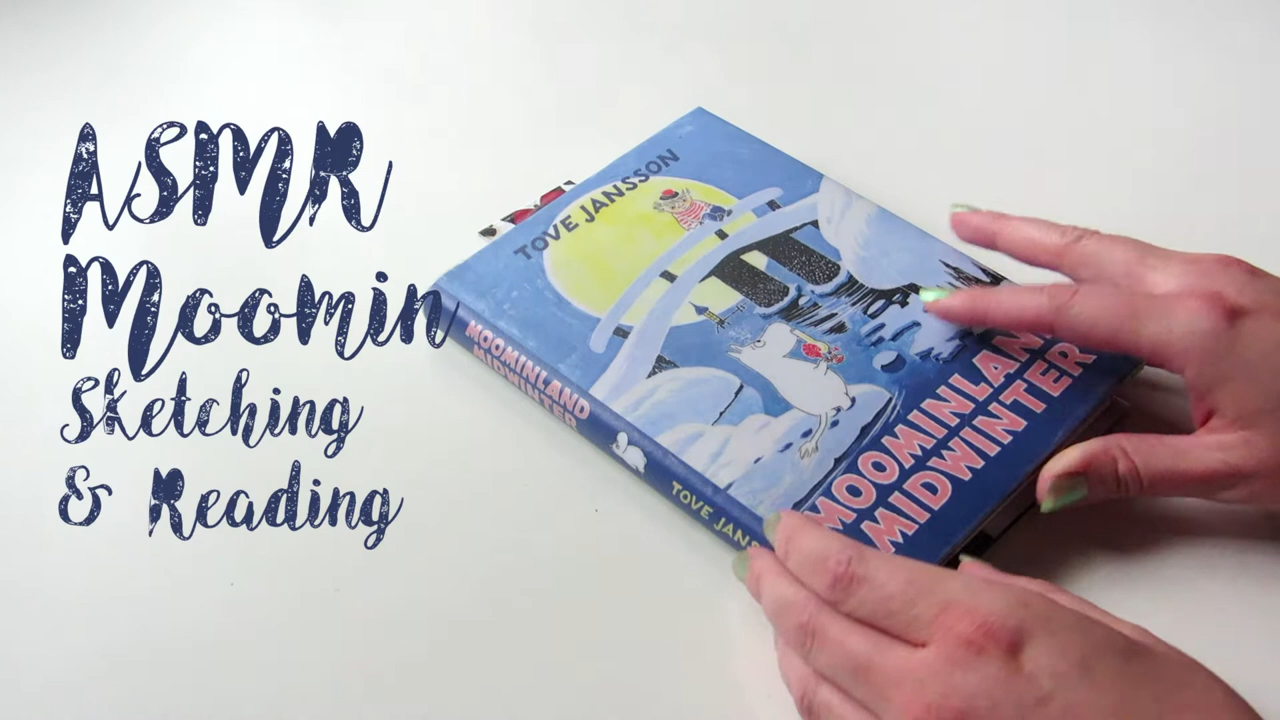 ASMR
Moomin
Sketching
& Reading
TOVE JANSSON
MOOMINLAND
MIDWINTER
MOOMINLAND
MIDWINTER
TOVE JANS